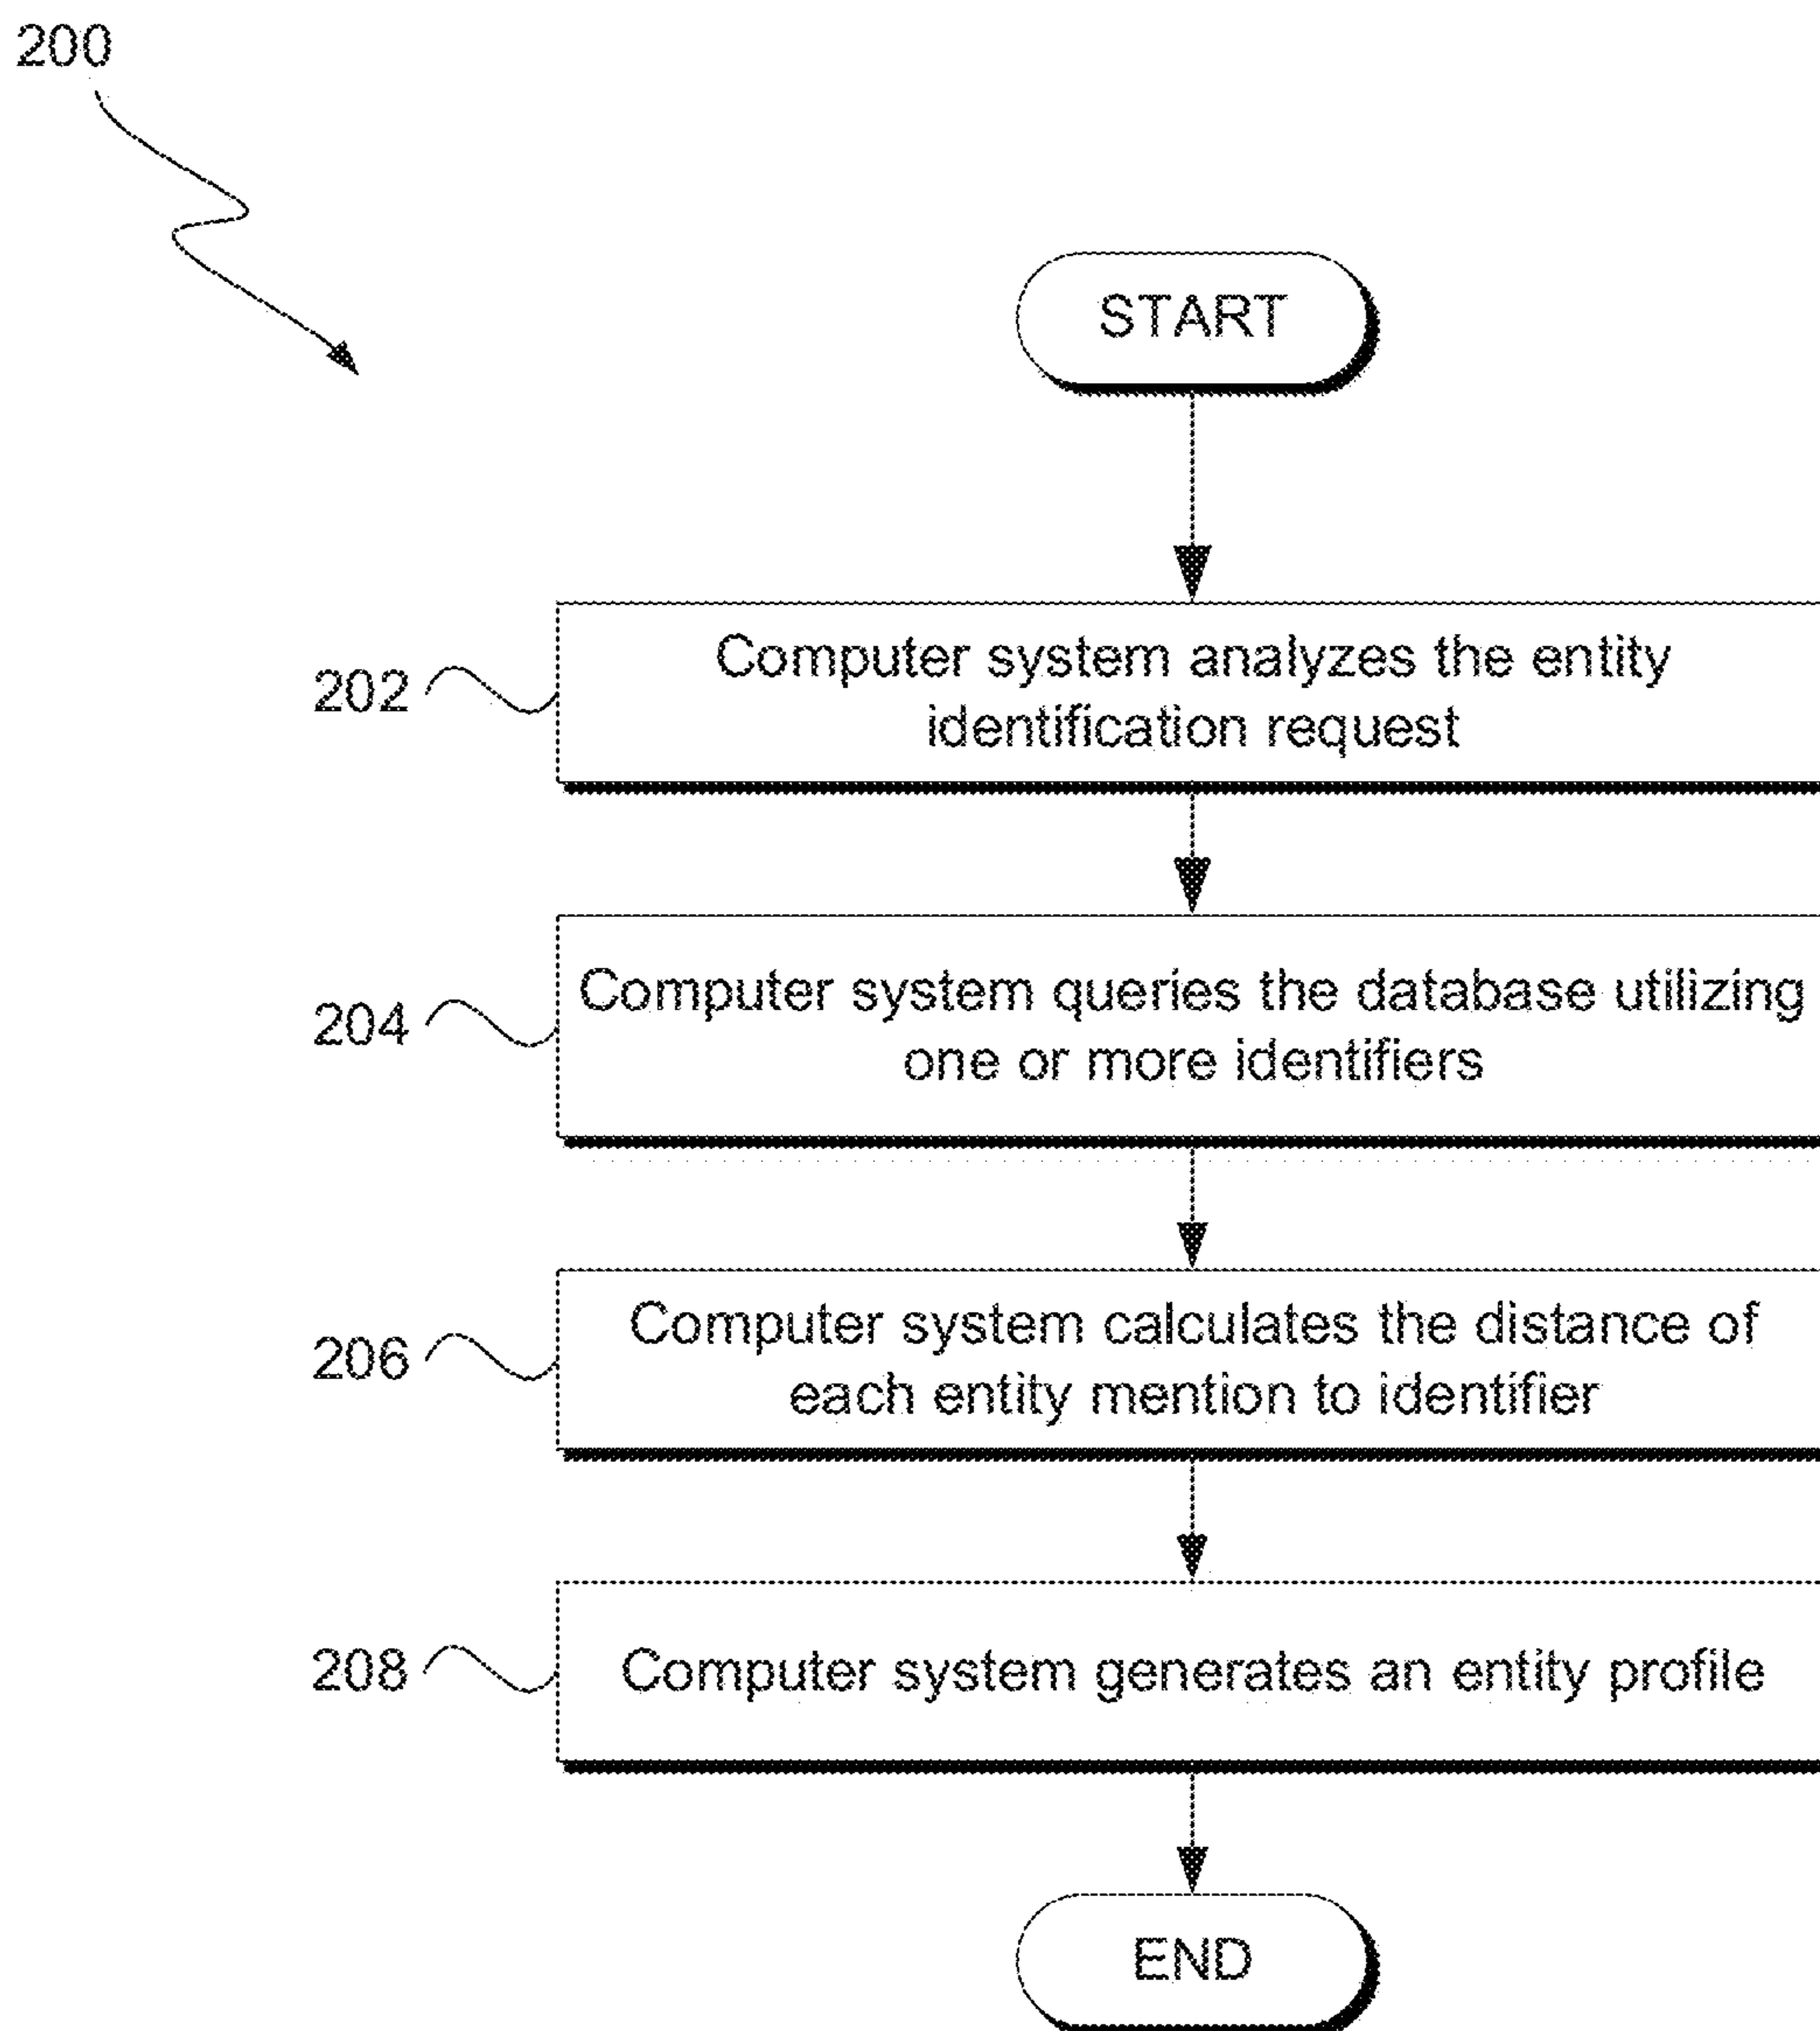 200
START
202
Computer system analyzes the entity
identification request
204
Computer system queries the database utilizing
one or more identifiers
206
Computer system calculates the distance of
each entity mention to identifier
208
Computer system generates an entity profile
END